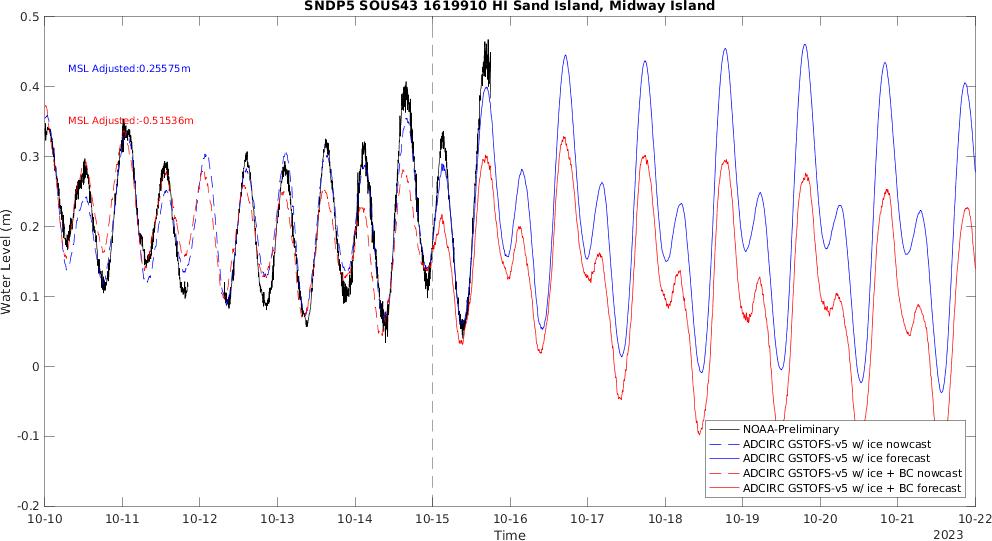 SNDP5 SOUS43 1619910 HI Sand Island, Midway Island
0.5
0.4
0.3
0.2
0.1
0
-0.1
-0.2
Water Level (m)
MSL Adjusted:0.25575m
MSL Adjusted:-0.51536m
NOAA-Preliminary
ADCIRC GSTOFS-v5 w/ ice nowcast
ADCIRC GSTOFS-v5 w/ ice forecast
ADCIRC GSTOFS-v5 w/ ice + BC nowcast
ADCIRC GSTOFS-v5 w/ ice + BC forecast
10-10 10-11 10-12 10-13 10-14 10-15 10-16 10-17 10-18 10-19 10-20 10-21 10-22
Time
2023